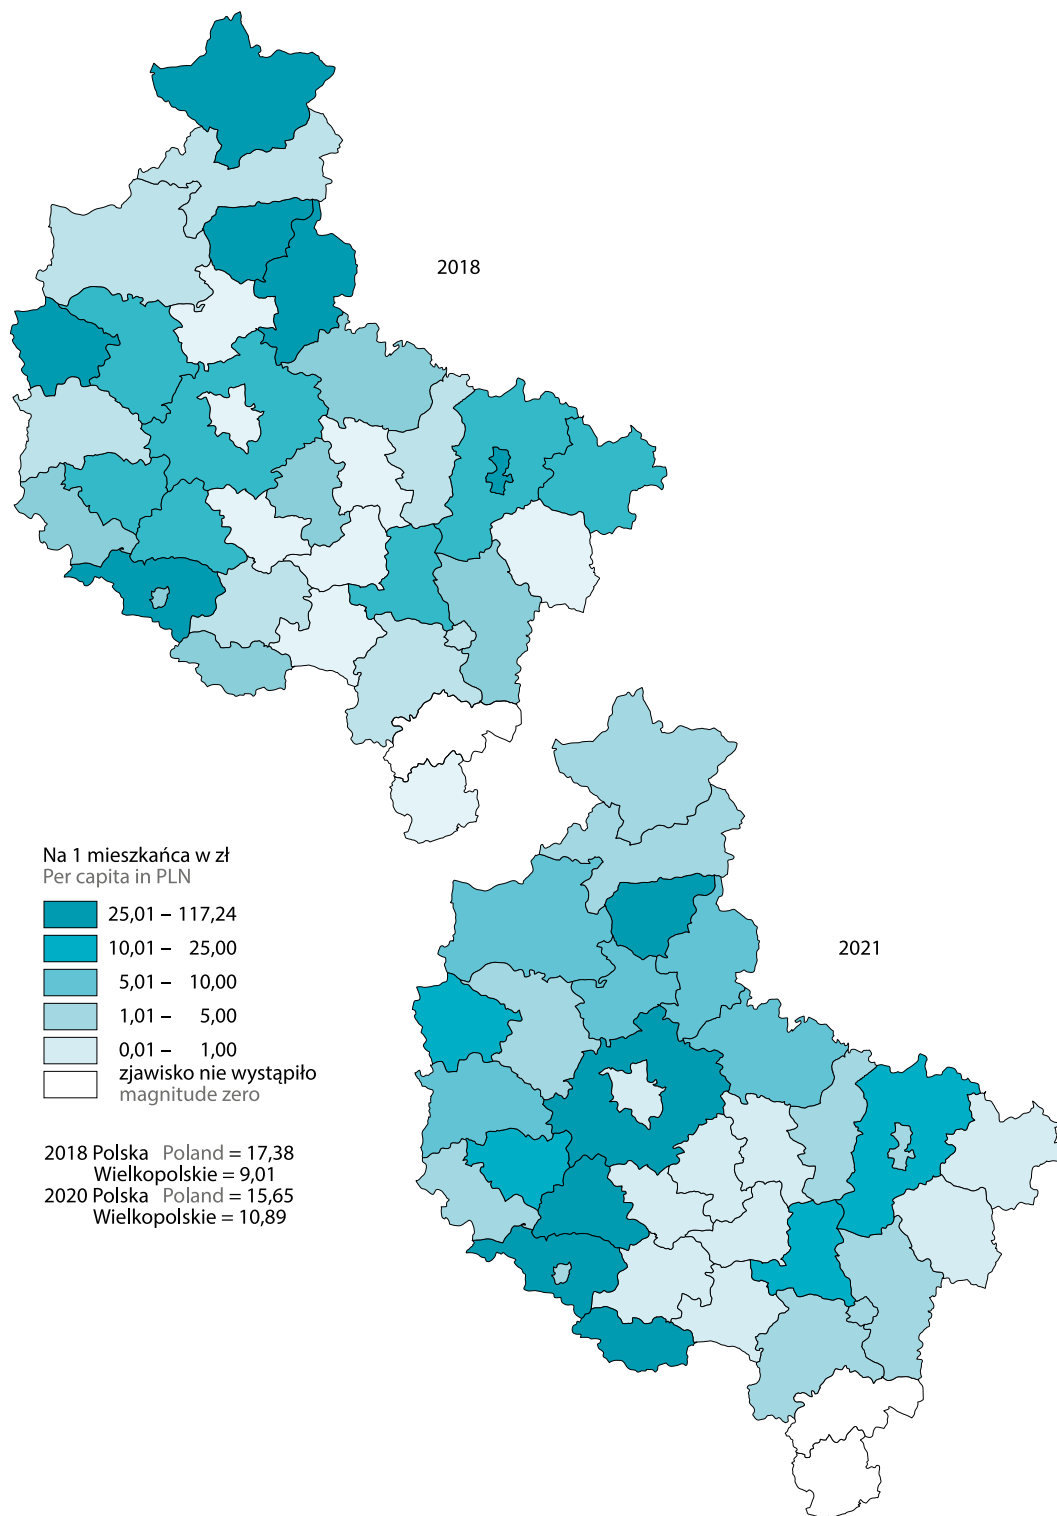 2018
Na 1 mieszkańca w zł
Per capita in PLN
25,01 – 117,24
10,01 – 25,00
5,01 – 10,00
1,01 – 5,00
0,01 – 1,00
zjawisko nie wystąpiło
magnitude zero
2021
2018 Polska Poland = 17,38
Wielkopolskie = 9,01
2020 Polska Poland = 15,65
Wielkopolskie = 10,89